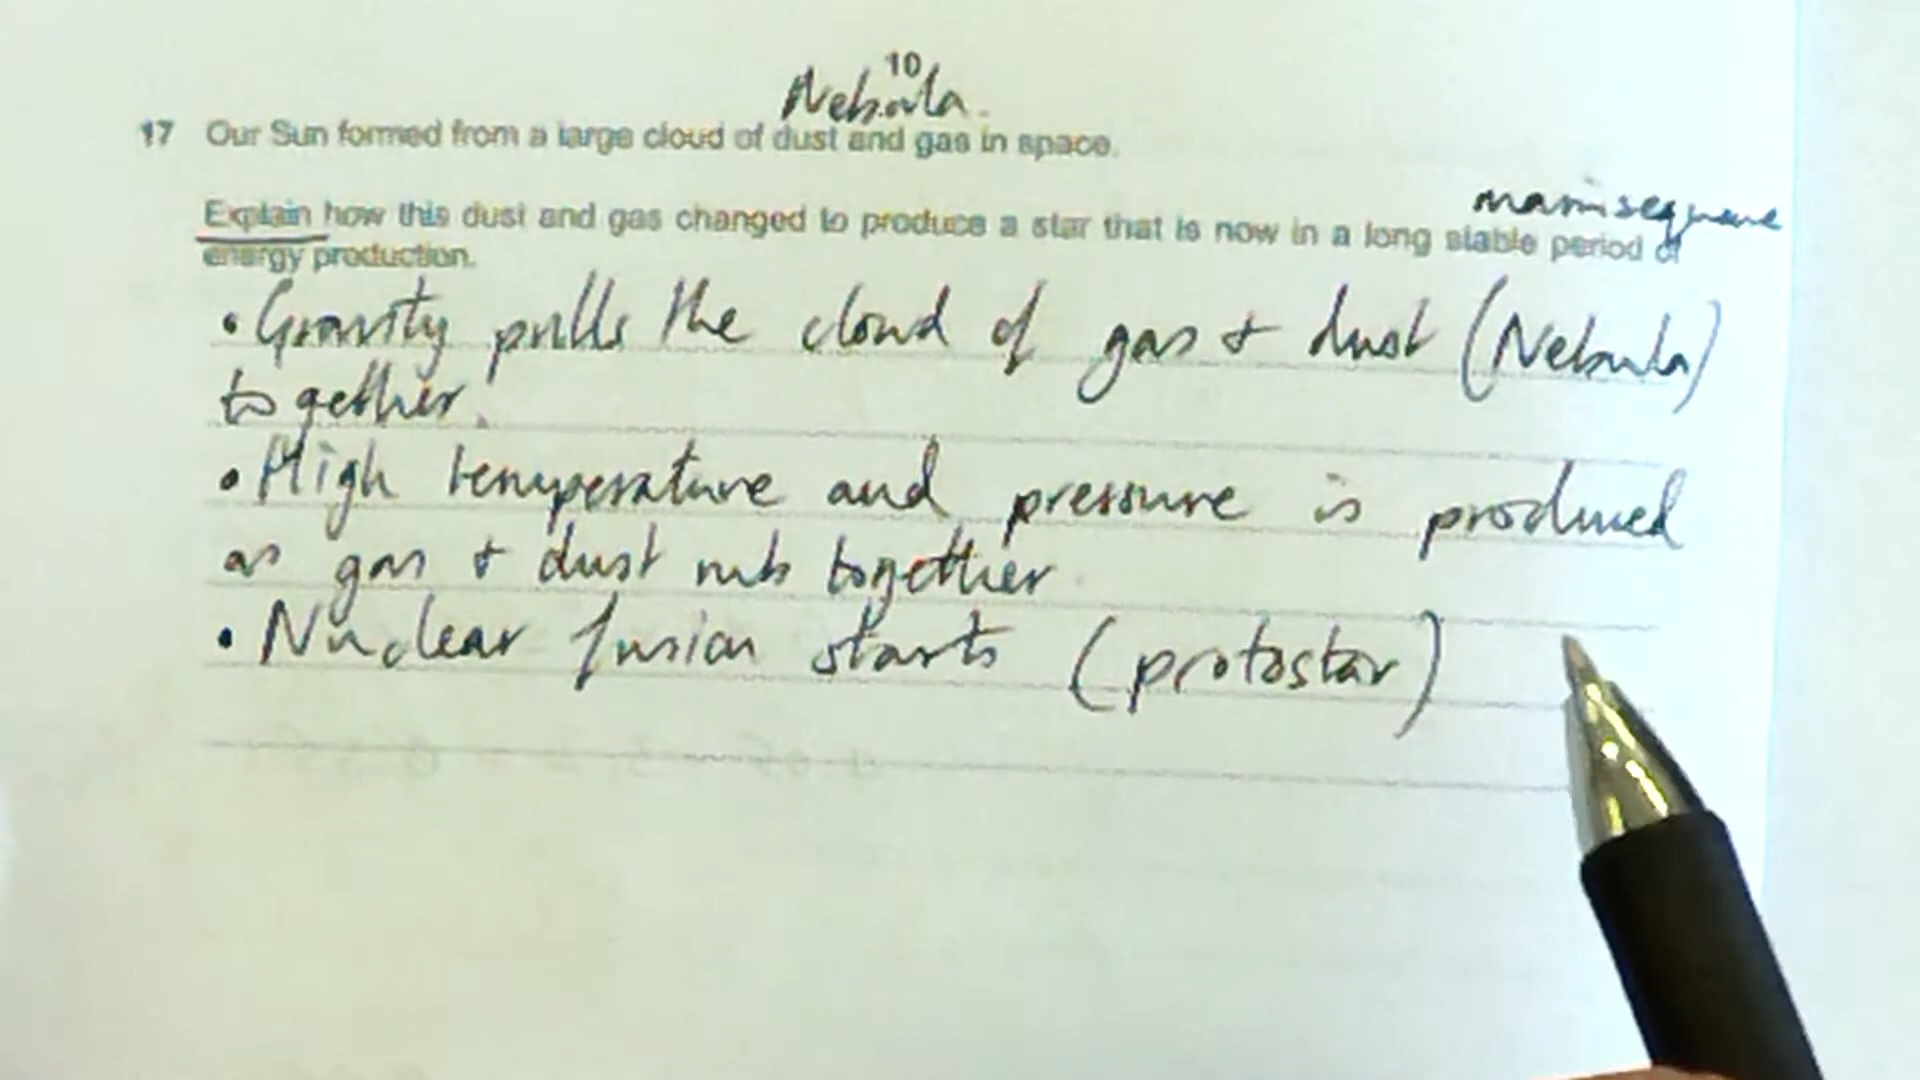 10
Nebula.
17 Our Sun formed from a large cloud of dust and gas in space.
main sequence
Explain how this dust and gas changed to produce a star that is now in a long stable period of
energy production.
• Gravity pulls the cloud of gas + dust (Nebula)
together.
• High temperature and pressure is produced
as gas + dust rub together
• Nuclear fusion starts (protostar)